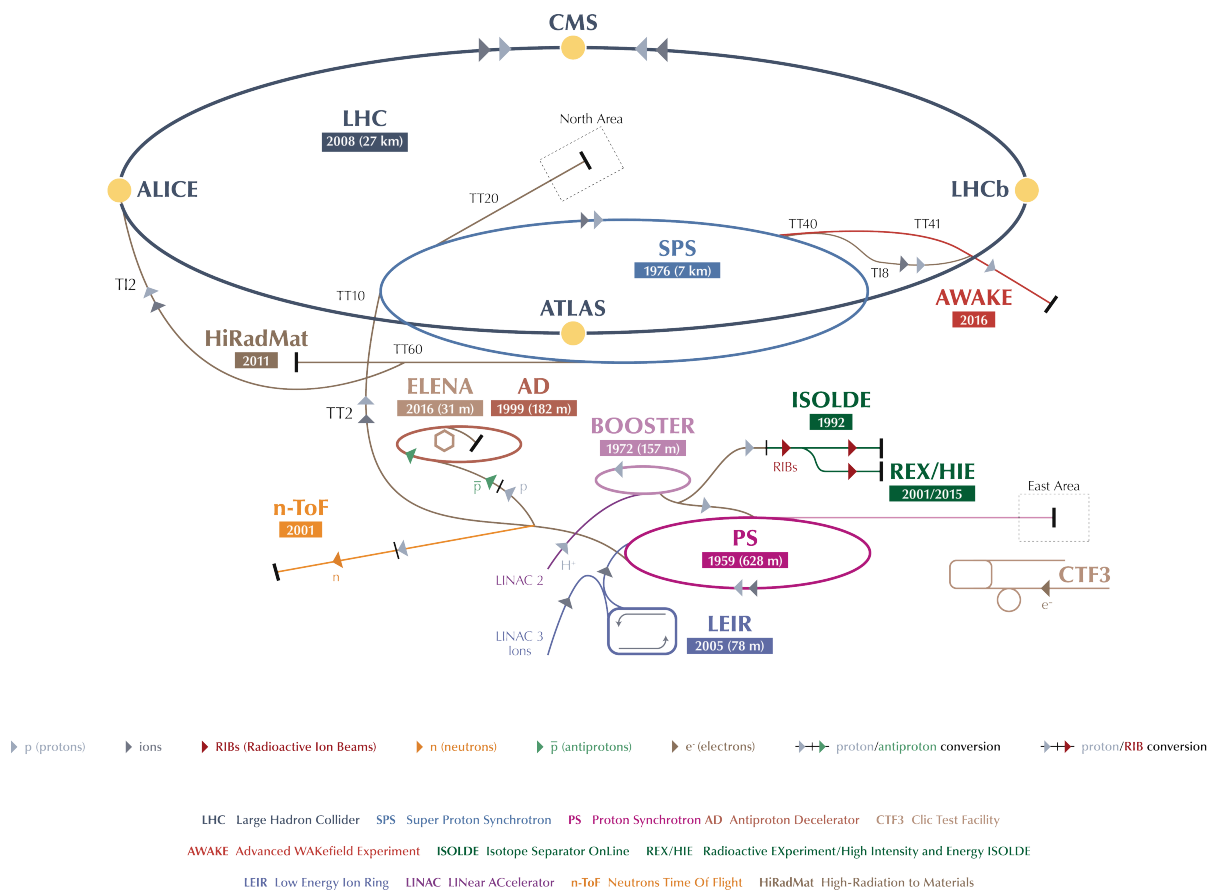 CMS
LHC
2008 (27 km)
North Area
ALICE
LHCb
TT20
TT40
TT41
SPS
1976 (7 km)
TI8
TI2
TT10
ATLAS
AWAKE
2016
HiRadMat
2011
TT60
ELENA
2016 (31 m)
AD
1999 (182 m)
TT2
BOOSTER
1972 (157 m)
ISOLDE
1992
RIBs
REX/HIE
2001/2015
p̅
p
East Area
n-ToF
2001
n
PS
1959 (628 m)
H⁺
LINAC 2
CTF3
e⁻
LEIR
2005 (78 m)
LINAC 3
Ions
p (protons)
ions
RIBs (Radioactive Ion Beams)
n (neutrons)
p̅ (antiprotons)
e⁻ (electrons)
proton/antiproton conversion
proton/RIB conversion
LHC Large Hadron Collider SPS Super Proton Synchrotron PS Proton Synchrotron AD Antiproton Decelerator CTF3 Clic Test Facility
AWAKE Advanced WAKefield Experiment ISOLDE Isotope Separator OnLine REX/HIE Radioactive EXperiment/High Intensity and Energy ISOLDE
LEIR Low Energy Ion Ring LINAC LINear ACcelerator n-ToF Neutrons Time Of Flight HiRadMat High-Radiation to Materials